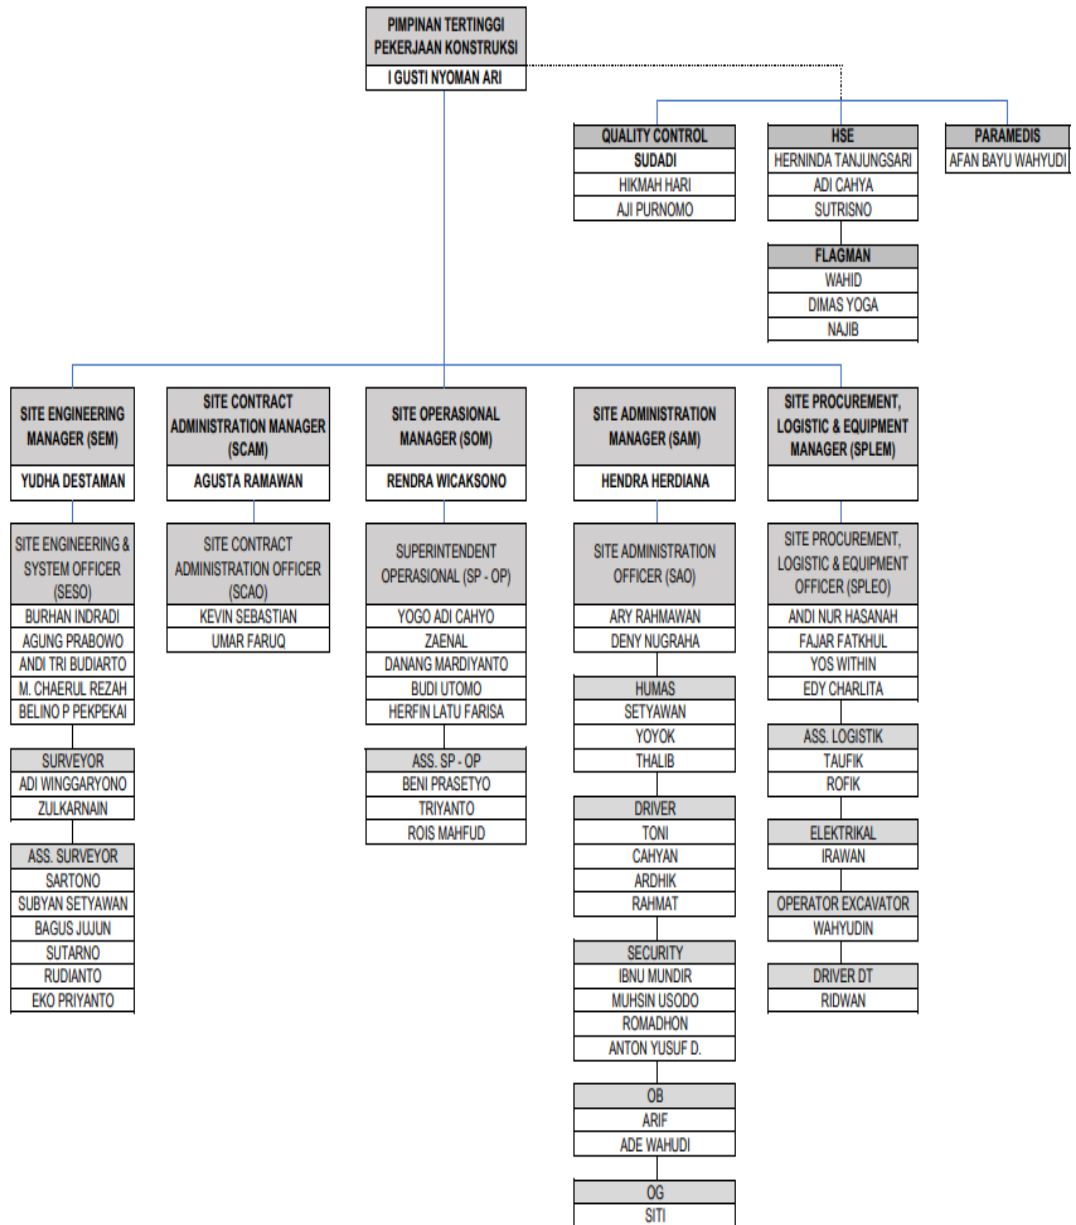 PIMPINAN TERTINGGI
PEKERJAAN KONSTRUKSI
I GUSTI NYOMAN ARI
QUALITY CONTROL
SUDADI
HIKMAH HARI
AJI PURNOMO
HSE
HERNINDA TANJUNGSARI
ADI CAHYA
SUTRISNO
FLAGMAN
WAHID
DIMAS YOGA
NAJIB
PARAMEDIS
AFAN BAYU WAHYUDI
SITE ENGINEERING
MANAGER (SEM)
YUDHA DESTAMAN
SITE ENGINEERING &
SYSTEM OFFICER
(SESO)
BURHAN INDRADI
AGUNG PRABOWO
ANDI TRI BUDIARTO
M. CHAERUL REZAH
BELINO P PEKPEKAI
SURVEYOR
ADI WINGGARYONO
ZULKARNAIN
ASS. SURVEYOR
SARTONO
SUBYAN SETYAWAN
BAGUS JUJUN
SUTARNO
RUDIANTO
EKO PRIYANTO
SITE CONTRACT
ADMINISTRATION MANAGER
(SCAM)
AGUSTA RAMAWAN
SITE CONTRACT
ADMINISTRATION OFFICER
(SCAO)
KEVIN SEBASTIAN
UMAR FARUQ
SITE OPERASIONAL
MANAGER (SOM)
RENDRA WICAKSONO
SUPERINTENDENT
OPERASIONAL (SP - OP)
YOGO ADI CAHYO
ZAENAL
DANANG MARDIYANTO
BUDI UTOMO
HERFIN LATU FARISA
ASS. SP - OP
BENI PRASETYO
TRIYANTO
ROIS MAHFUD
SITE ADMINISTRATION
MANAGER (SAM)
HENDRA HERDIANA
SITE ADMINISTRATION
OFFICER (SAO)
ARY RAHMAWAN
DENY NUGRAHA
HUMAS
SETYAWAN
YOYOK
THALIB
DRIVER
TONI
CAHYAN
ARDHIK
RAHMAT
SECURITY
IBNU MUNDIR
MUHSIN USODO
ROMADHON
ANTON YUSUF D.
OB
ARIF
ADE WAHUDI
OG
SITI
SITE PROCUREMENT,
LOGISTIC & EQUIPMENT
MANAGER (SPLEM)
SITE PROCUREMENT,
LOGISTIC & EQUIPMENT
OFFICER (SPLEO)
ANDI NUR HASANAH
FAJAR FATKHUL
YOS WITHIN
EDY CHARLITA
ASS. LOGISTIK
TAUFIK
ROFIK
ELEKTRIKAL
IRAWAN
OPERATOR EXCAVATOR
WAHYUDIN
DRIVER DT
RIDWAN